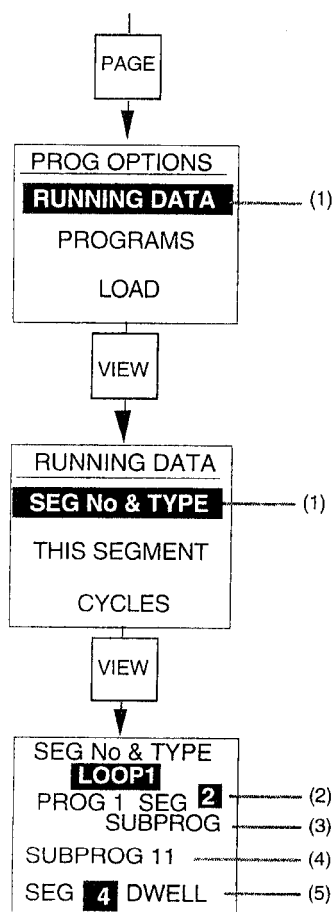 PAGE
PROG OPTIONS
RUNNING DATA (1)
PROGRAMS
LOAD
VIEW
RUNNING DATA
SEG No & TYPE (1)
THIS SEGMENT
CYCLES
VIEW
SEG No & TYPE
LOOP1
PROG 1 SEG 2 (2)
SUBPROG (3)
SUBPROG 11 (4)
SEG 4 DWELL (5)